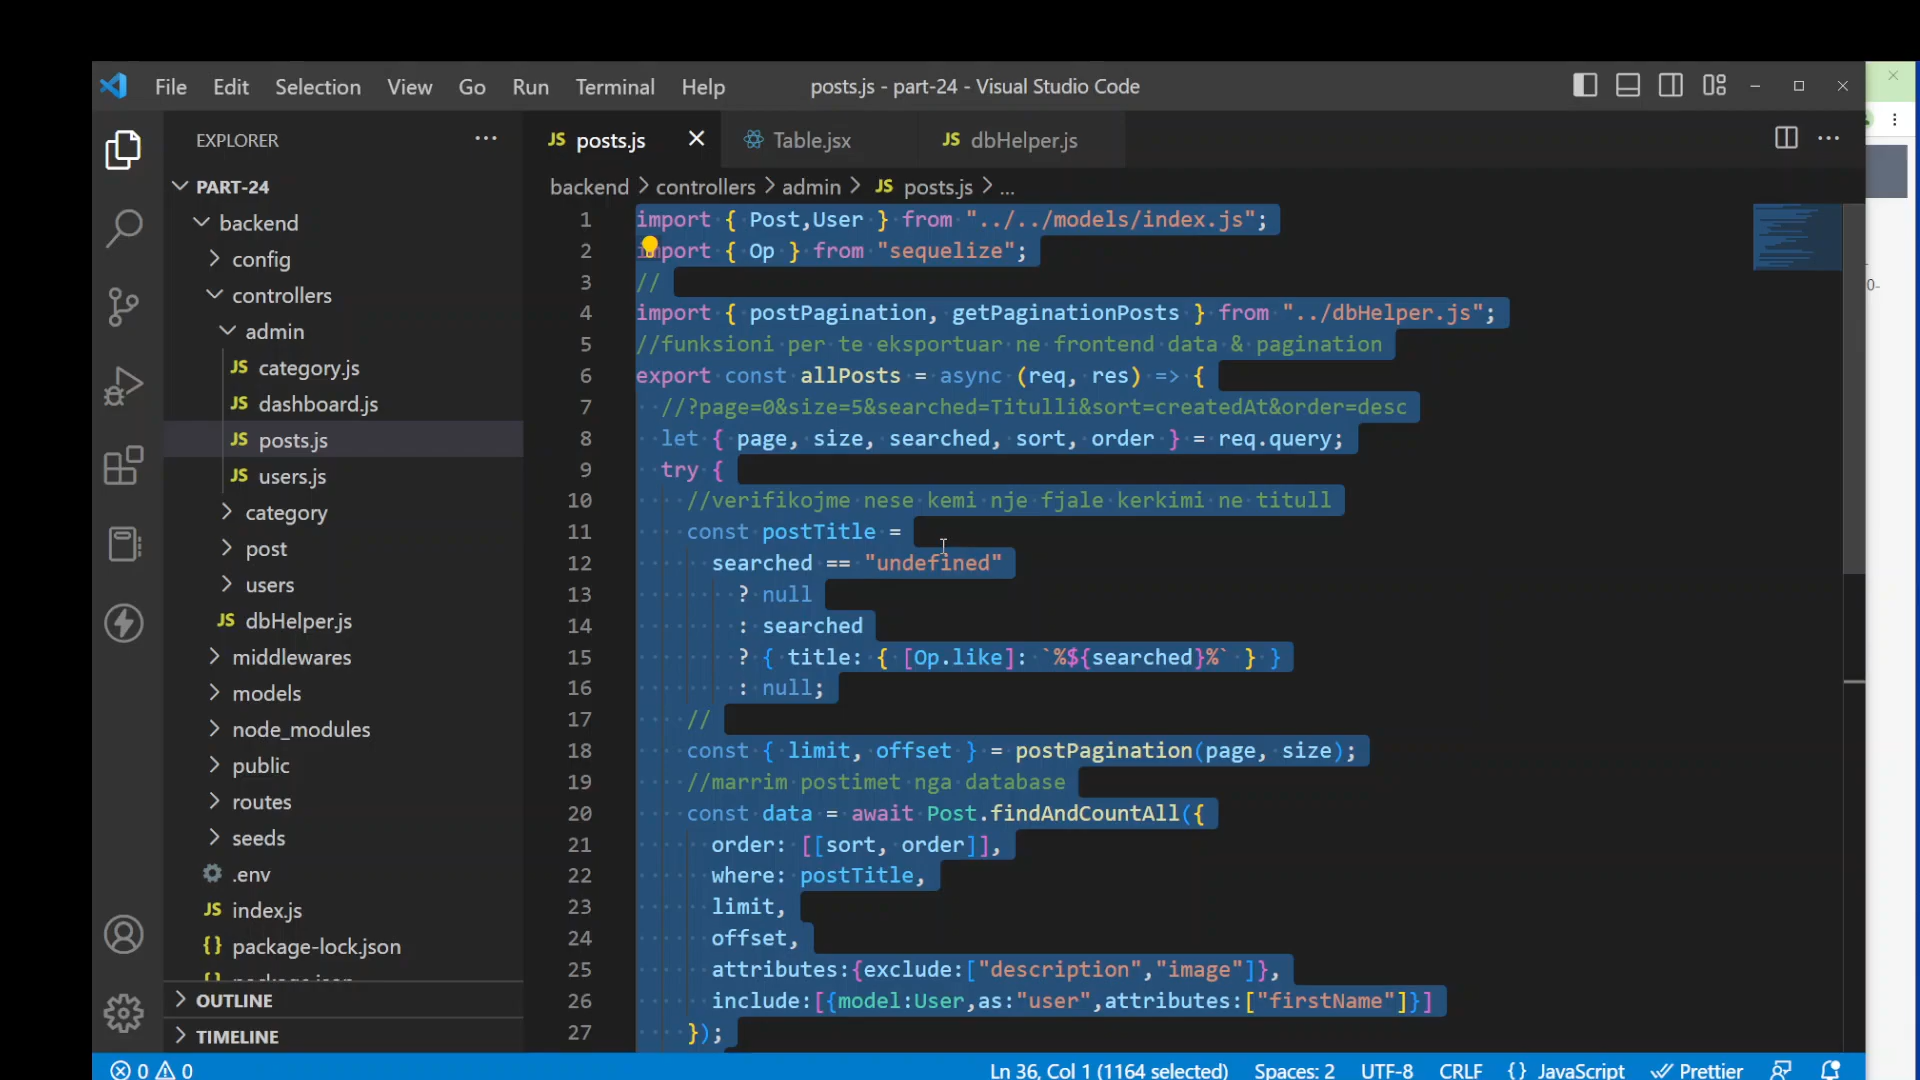 File Edit Selection View Go Run Terminal Help posts.js - part-24 - Visual Studio Code
EXPLORER
PART-24
backend
config
controllers
admin
JS category.js
JS dashboard.js
JS posts.js
JS users.js
category
post
users
JS dbHelper.js
middlewares
models
node_modules
public
routes
seeds
.env
JS index.js
{} package-lock.json
OUTLINE
TIMELINE
JS posts.js Table.jsx JS dbHelper.js
backend > controllers > admin > JS posts.js > ...
1 import { Post,User } from "../../models/index.js";
2 import { Op } from "sequelize";
3 //
4 import { postPagination, getPaginationPosts } from "../dbHelper.js";
5 //funksioni per te eksportuar ne frontend data & pagination
6 export const allPosts = async (req, res) => {
7 //?page=0&size=5&searched=Titulli&sort=createdAt&order=desc
8 let { page, size, searched, sort, order } = req.query;
9 try {
10 //verifikojme nese kemi nje fjale kerkimi ne titull
11 const postTitle =
12 searched == "undefined"
13 ? null
14 : searched
15 ? { title: { [Op.like]: `%${searched}%` } }
16 : null;
17 //
18 const { limit, offset } = postPagination(page, size);
19 //marrim postimet nga database
20 const data = await Post.findAndCountAll({
21 order: [[sort, order]],
22 where: postTitle,
23 limit,
24 offset,
25 attributes:{exclude:["description","image"]},
26 include:[{model:User,as:"user",attributes:["firstName"]}]
27 });
0 0 Ln 36, Col 1 (1164 selected) Spaces: 2 UTF-8 CRLF {} JavaScript Prettier